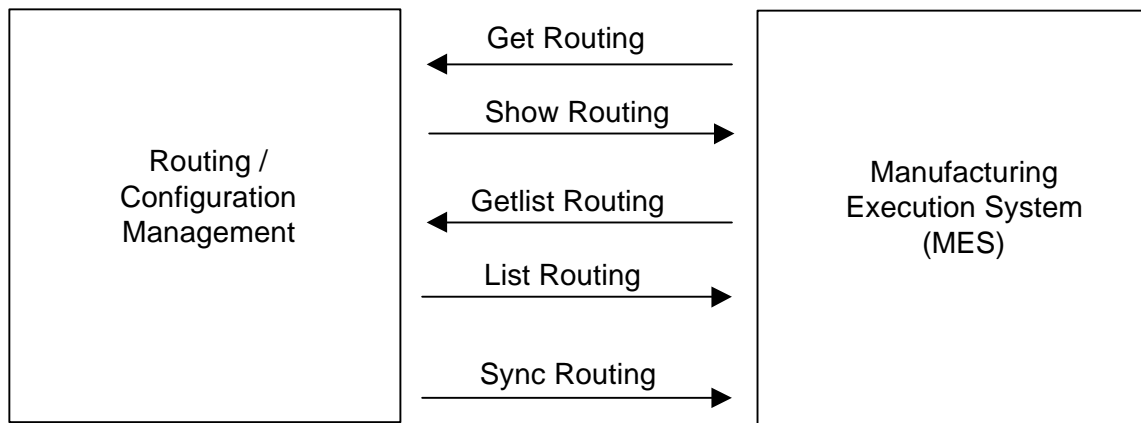 Get Routing
Show Routing
Routing /
Configuration
Management
Getlist Routing
Manufacturing
Execution System
(MES)
List Routing
Sync Routing